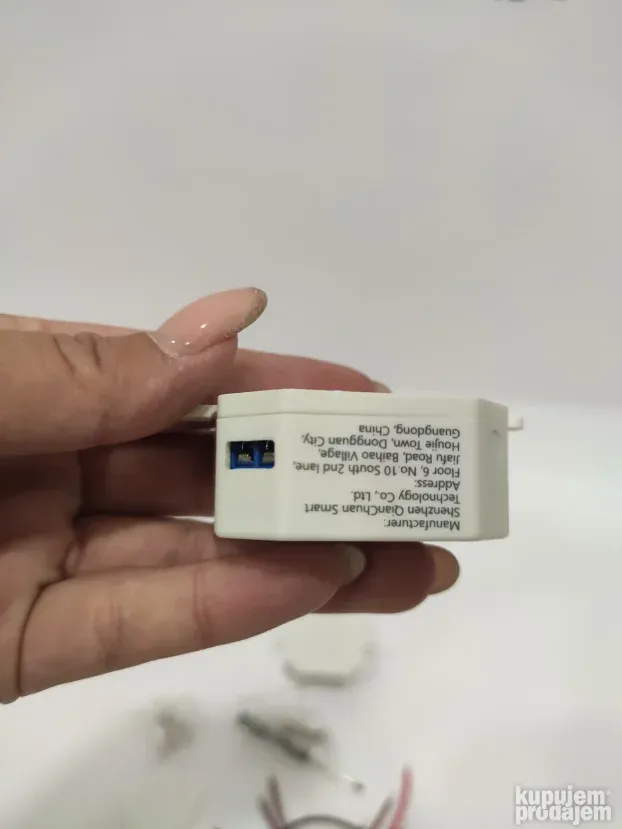 Manufacturer:
Shenzhen QianChuan Smart
Technology Co., Ltd.
Address:
Floor 6, No.10 South 2nd lane,
Jiafu Road, Baihao Village,
Houjie Town, Dongguan City,
Guangdong, China
kupujem
prodajem